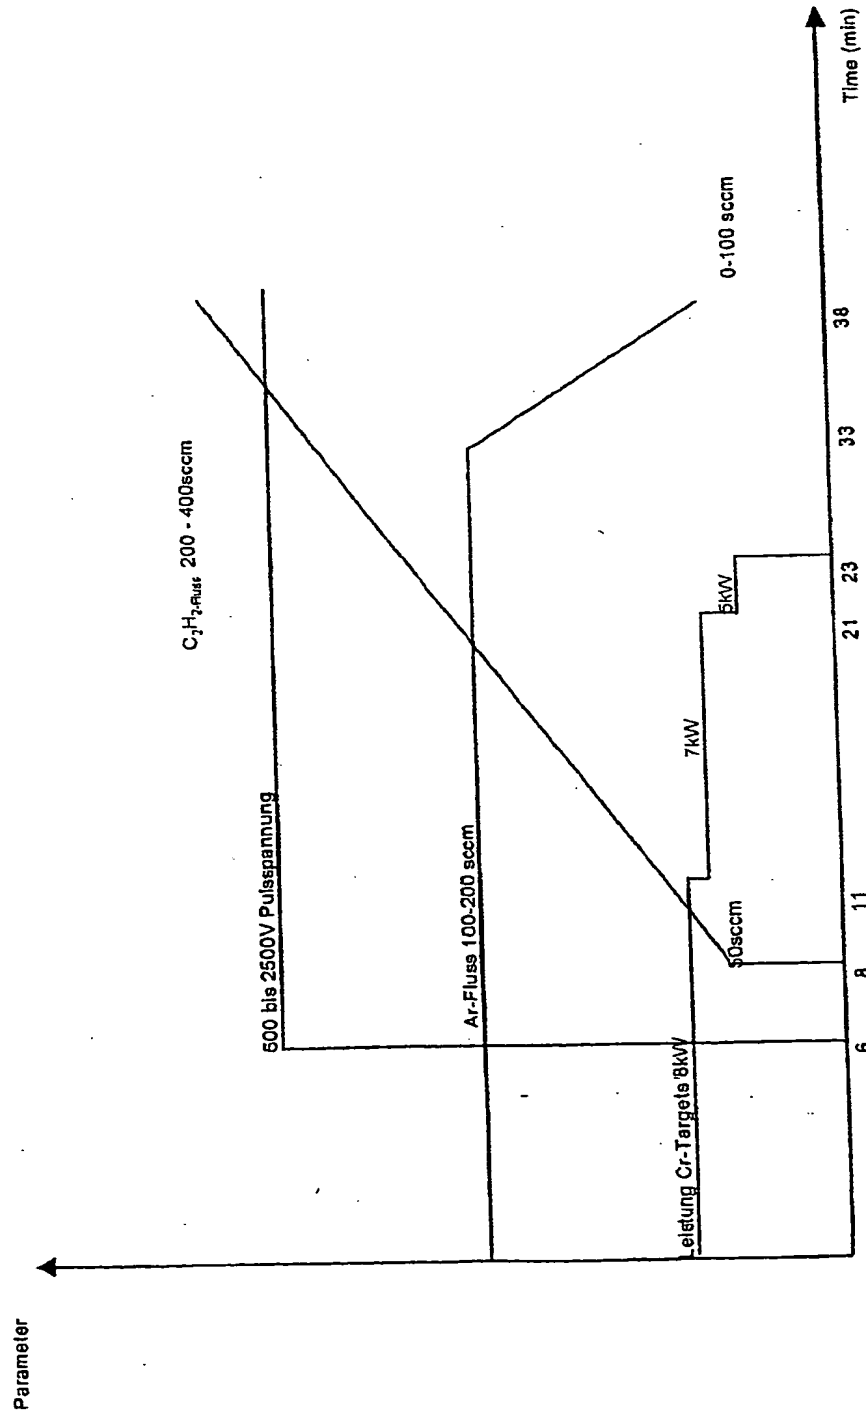 Parameter
C2H2-Fluss 200 - 400sccm
600 bis 2500V Pulsspannung
Ar-Fluss 100-200 sccm
0-100 sccm
Leistung Cr-Targets 8kW
50sccm
7kW
5kW
6
8
11
21
23
33
38
Time (min)